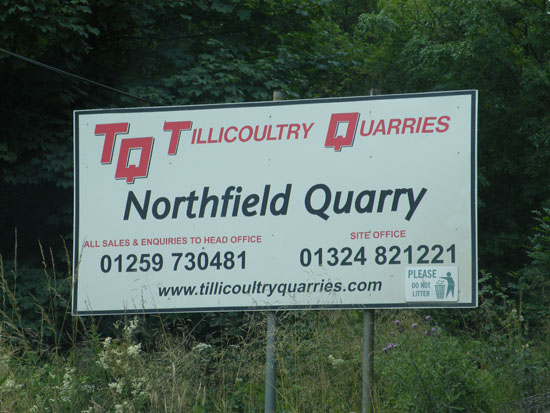 TQ TILLICOULTRY QUARRIES
Northfield Quarry
ALL SALES & ENQUIRIES TO HEAD OFFICE
01259 730481
SITE OFFICE
01324 821221
www.tillicoultryquarries.com
PLEASE
DO NOT
LITTER